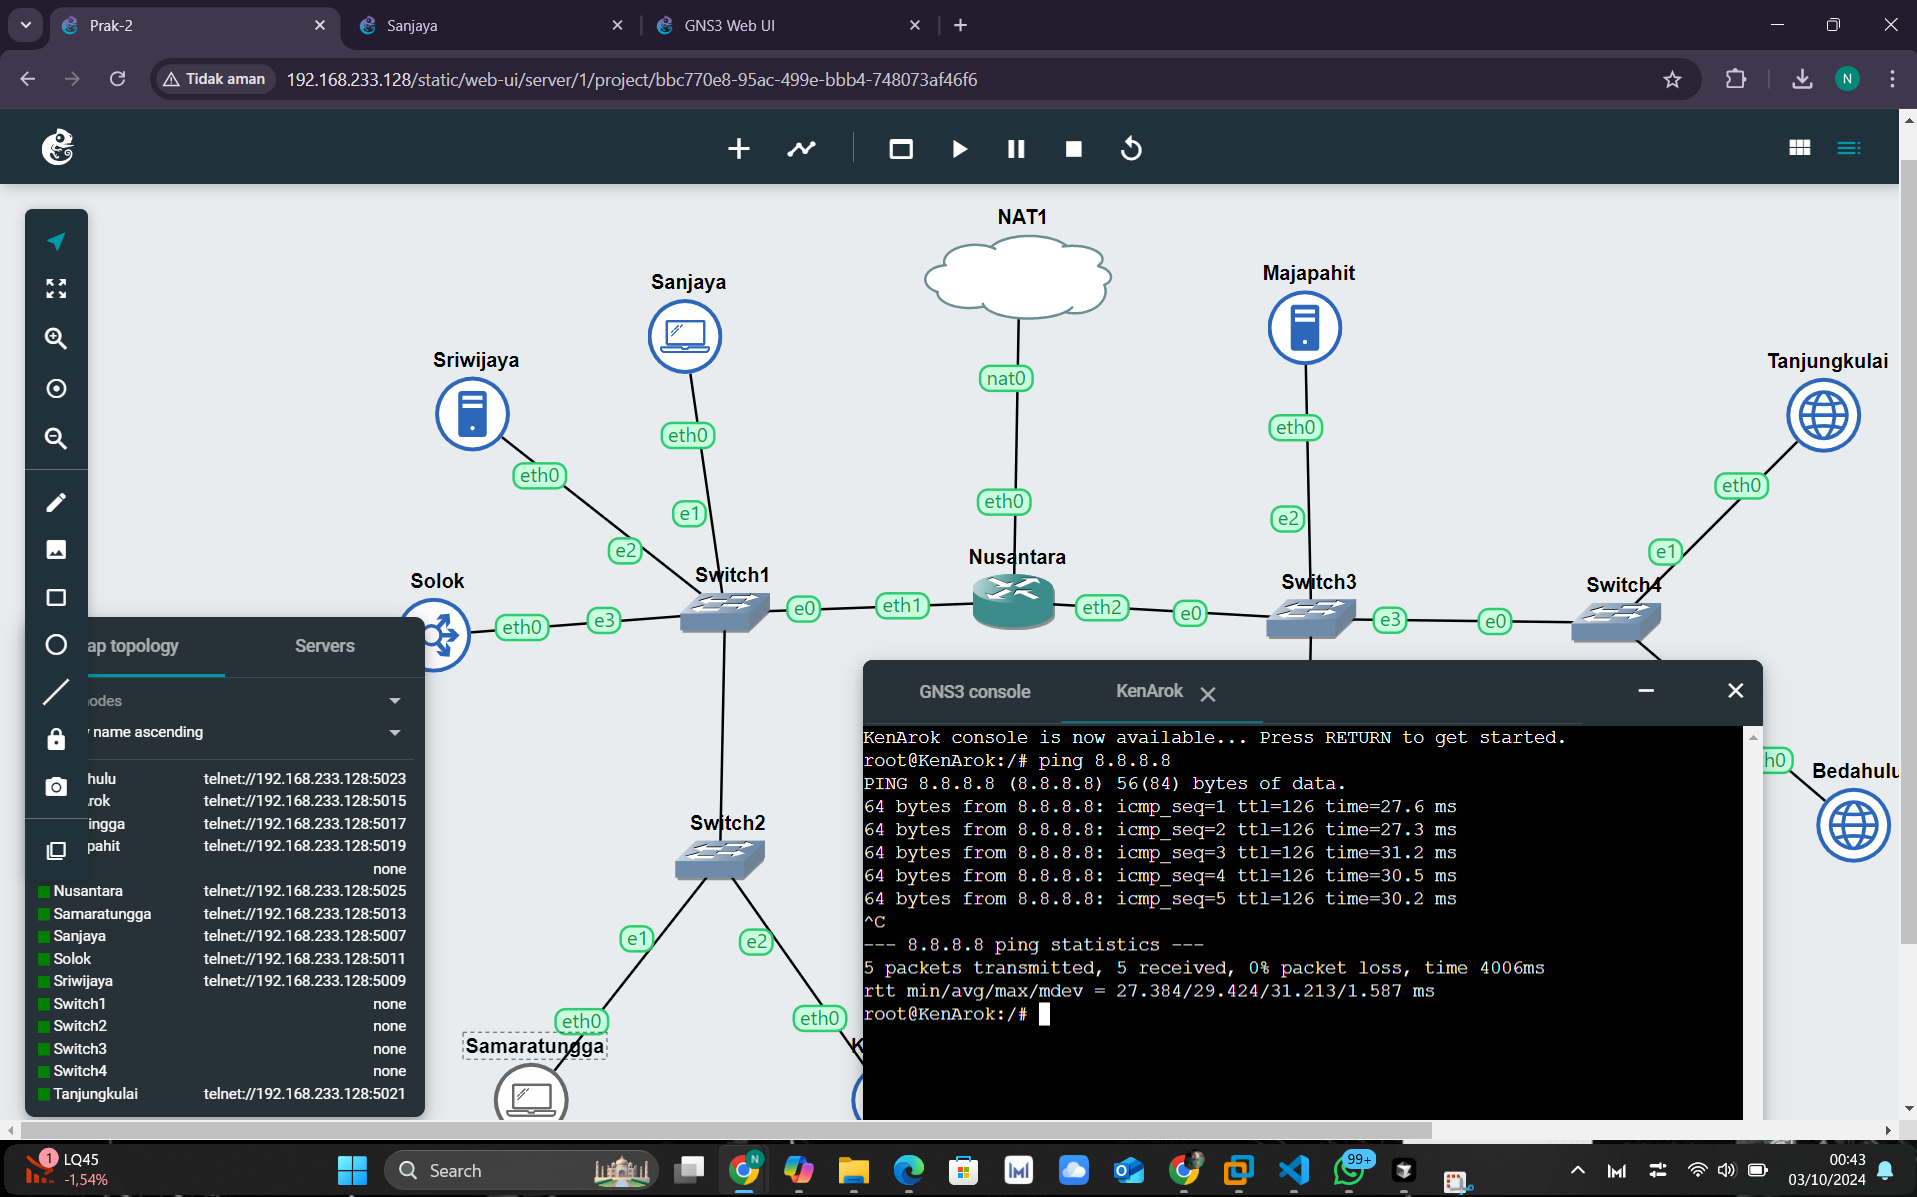 Prak-2
Sanjaya
GNS3 Web UI
Tidak aman
192.168.233.128/static/web-ui/server/1/project/bbc770e8-95ac-499e-bbb4-748073af46f6
N
NAT1
Sanjaya
Majapahit
Sriwijaya
Tanjungkulai
nat0
eth0
eth0
eth0
eth0
eth0
e1
e2
e2
e1
eth0
Nusantara
Solok
Switch1
Switch3
Switch4
eth0
e3
e0
eth1
eth2
e0
e3
e0
ap topology
Servers
odes
name ascending
hulu telnet://192.168.233.128:5023
rok telnet://192.168.233.128:5015
ingga telnet://192.168.233.128:5017
pahit telnet://192.168.233.128:5019
none
Nusantara telnet://192.168.233.128:5025
Samaratungga telnet://192.168.233.128:5013
Sanjaya telnet://192.168.233.128:5007
Solok telnet://192.168.233.128:5011
Sriwijaya telnet://192.168.233.128:5009
Switch1 none
Switch2 none
Switch3 none
Switch4 none
Tanjungkulai telnet://192.168.233.128:5021
Switch2
e1
e2
eth0
eth0
Samaratungga
K
h0
Bedahulu
GNS3 console
KenArok
KenArok console is now available... Press RETURN to get started.
root@KenArok:/# ping 8.8.8.8
PING 8.8.8.8 (8.8.8.8) 56(84) bytes of data.
64 bytes from 8.8.8.8: icmp_seq=1 ttl=126 time=27.6 ms
64 bytes from 8.8.8.8: icmp_seq=2 ttl=126 time=27.3 ms
64 bytes from 8.8.8.8: icmp_seq=3 ttl=126 time=31.2 ms
64 bytes from 8.8.8.8: icmp_seq=4 ttl=126 time=30.5 ms
64 bytes from 8.8.8.8: icmp_seq=5 ttl=126 time=30.2 ms
^C
--- 8.8.8.8 ping statistics ---
5 packets transmitted, 5 received, 0% packet loss, time 4006ms
rtt min/avg/max/mdev = 27.384/29.424/31.213/1.587 ms
root@KenArok:/#
1
LQ45
-1,54%
Search
N
99+
00:43
03/10/2024